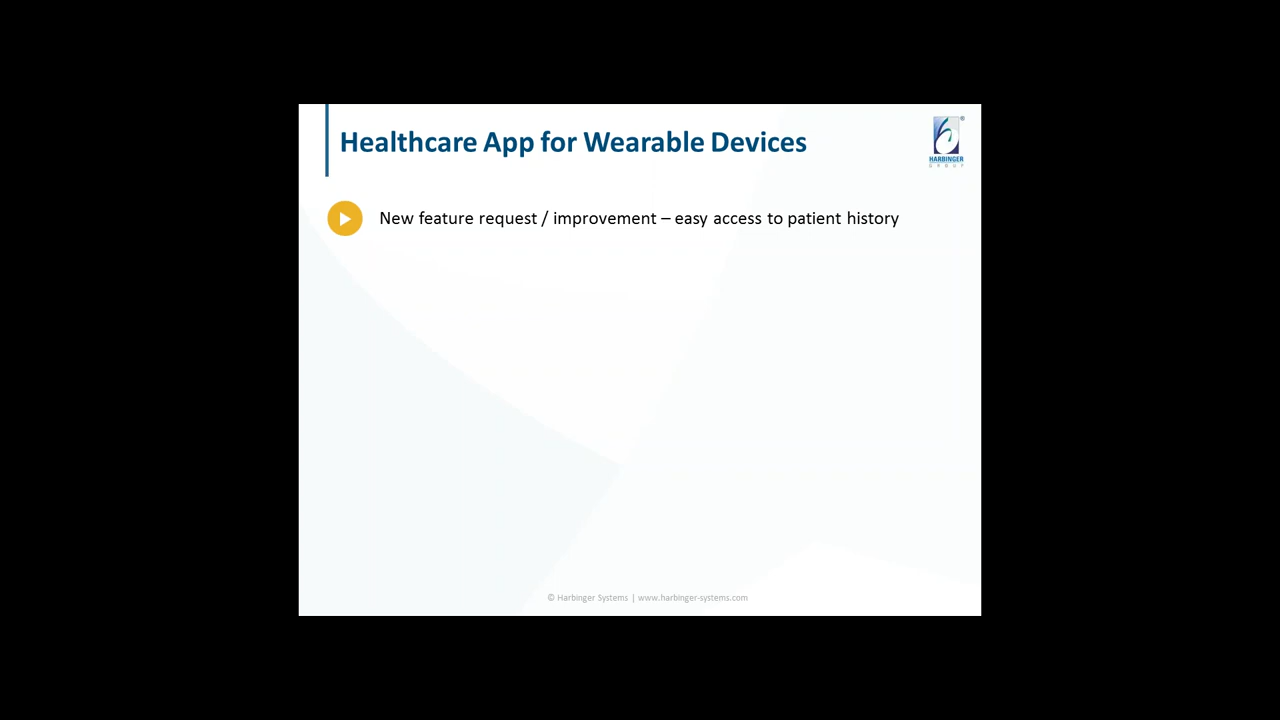 Healthcare App for Wearable Devices
®
HARBINGER
GROUP
New feature request / improvement – easy access to patient history
© Harbinger Systems | www.harbinger-systems.com